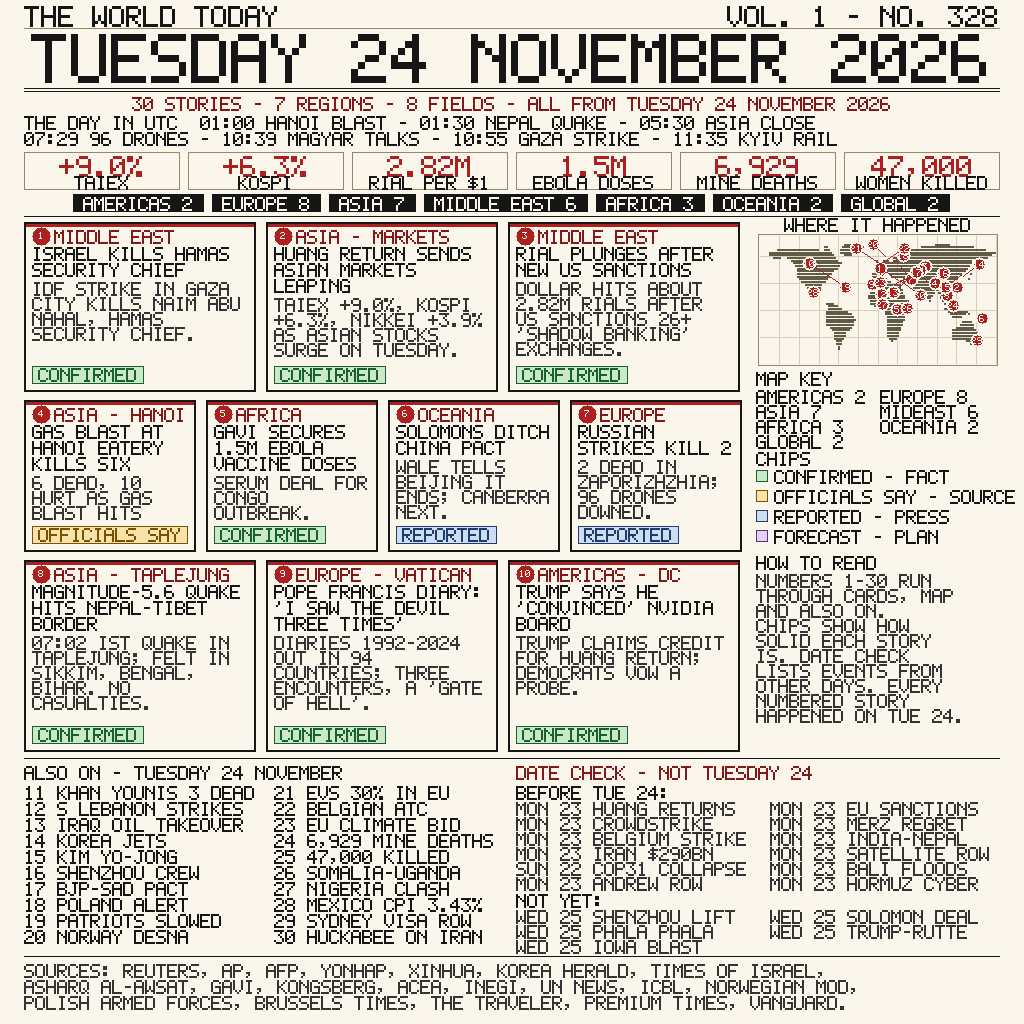 THE WORLD TODAY
VOL. 1 - NO. 328
TUESDAY 24 NOVEMBER 2026
30 STORIES - 7 REGIONS - 8 FIELDS - ALL FROM TUESDAY 24 NOVEMBER 2026
THE DAY IN UTC 01:00 HANOI BLAST - 01:30 NEPAL QUAKE - 05:30 ASIA CLOSE
07:29 96 DRONES - 10:39 MAGYAR TALKS - 10:55 GAZA STRIKE - 11:35 KYIV RAIL
+9.0%
TAIEX
+6.3%
KOSPI
2.82M
RIAL PER $1
1.5M
EBOLA DOSES
6,929
MINE DEATHS
47,000
WOMEN KILLED
AMERICAS 2
EUROPE 8
ASIA 7
MIDDLE EAST 6
AFRICA 3
OCEANIA 2
GLOBAL 2
1 MIDDLE EAST
ISRAEL KILLS HAMAS
SECURITY CHIEF
IDF STRIKE IN GAZA
CITY KILLS NAIM ABU
NAHAL, HAMAS
SECURITY CHIEF.
CONFIRMED
2 ASIA - MARKETS
HUANG RETURN SENDS
ASIAN MARKETS
LEAPING
TAIEX +9.0%, KOSPI
+6.3%, NIKKEI +3.9%
AS ASIAN STOCKS
SURGE ON TUESDAY.
CONFIRMED
3 MIDDLE EAST
RIAL PLUNGES AFTER
NEW US SANCTIONS
DOLLAR HITS ABOUT
2.82M RIALS AFTER
US SANCTIONS 26+
'SHADOW BANKING'
EXCHANGES.
CONFIRMED
WHERE IT HAPPENED
MAP KEY
AMERICAS 2 EUROPE 8
ASIA 7 MIDEAST 6
AFRICA 3 OCEANIA 2
GLOBAL 2
CHIPS
CONFIRMED - FACT
OFFICIALS SAY - SOURCE
REPORTED - PRESS
FORECAST - PLAN
HOW TO READ
NUMBERS 1-30 RUN
THROUGH CARDS, MAP
AND ALSO ON.
CHIPS SHOW HOW
SOLID EACH STORY
IS. DATE CHECK
LISTS EVENTS FROM
OTHER DAYS. EVERY
NUMBERED STORY
HAPPENED ON TUE 24.
4 ASIA - HANOI
GAS BLAST AT
HANOI EATERY
KILLS SIX
6 DEAD, 10
HURT AS GAS
BLAST HITS
OFFICIALS SAY
5 AFRICA
GAVI SECURES
1.5M EBOLA
VACCINE DOSES
SERUM DEAL FOR
CONGO
OUTBREAK.
CONFIRMED
6 OCEANIA
SOLOMONS DITCH
CHINA PACT
WALE TELLS
BEIJING IT
ENDS; CANBERRA
NEXT.
REPORTED
7 EUROPE
RUSSIAN
STRIKES KILL 2
2 DEAD IN
ZAPORIZHZHIA;
96 DRONES
DOWNED.
REPORTED
8 ASIA - TAPLEJUNG
MAGNITUDE-5.6 QUAKE
HITS NEPAL-TIBET
BORDER
07:02 IST QUAKE IN
TAPLEJUNG; FELT IN
SIKKIM, BENGAL,
BIHAR. NO
CASUALTIES.
CONFIRMED
9 EUROPE - VATICAN
POPE FRANCIS DIARY:
'I SAW THE DEVIL
THREE TIMES'
DIARIES 1992-2024
OUT IN 94
COUNTRIES; THREE
ENCOUNTERS, A 'GATE
OF HELL'.
CONFIRMED
10 AMERICAS - DC
TRUMP SAYS HE
'CONVINCED' NVIDIA
BOARD
TRUMP CLAIMS CREDIT
FOR HUANG RETURN;
DEMOCRATS VOW A
PROBE.
CONFIRMED
ALSO ON - TUESDAY 24 NOVEMBER
11 KHAN YOUNIS 3 DEAD
12 S LEBANON STRIKES
13 IRAQ OIL TAKEOVER
14 KOREA JETS
15 KIM YO-JONG
16 SHENZHOU CREW
17 BJP-SAD PACT
18 POLAND ALERT
19 PATRIOTS SLOWED
20 NORWAY DESNA
21 EVS 30% IN EU
22 BELGIAN ATC
23 EU CLIMATE BID
24 6,929 MINE DEATHS
25 47,000 KILLED
26 SOMALIA-UGANDA
27 NIGERIA CLASH
28 MEXICO CPI 3.43%
29 SYDNEY VISA ROW
30 HUCKABEE ON IRAN
DATE CHECK - NOT TUESDAY 24
BEFORE TUE 24:
MON 23 HUANG RETURNS
MON 23 CROWDSTRIKE
MON 23 BELGIUM STRIKE
MON 23 IRAN $290BN
SUN 22 COP31 COLLAPSE
MON 23 ANDREW ROW
MON 23 EU SANCTIONS
MON 23 MERZ REGRET
MON 23 INDIA-NEPAL
MON 23 SATELLITE ROW
MON 23 BALI FLOODS
MON 23 HORMUZ CYBER
NOT YET:
WED 25 SHENZHOU LIFT
WED 25 PHALA PHALA
WED 25 IOWA BLAST
WED 25 SOLOMON DEAL
WED 25 TRUMP-RUTTE
SOURCES: REUTERS, AP, AFP, YONHAP, XINHUA, KOREA HERALD, TIMES OF ISRAEL,
ASHARQ AL-AWSAT, GAVI, KONGSBERG, ACEA, INEGI, UN NEWS, ICBL, NORWEGIAN MOD,
POLISH ARMED FORCES, BRUSSELS TIMES, THE TRAVELER, PREMIUM TIMES, VANGUARD.